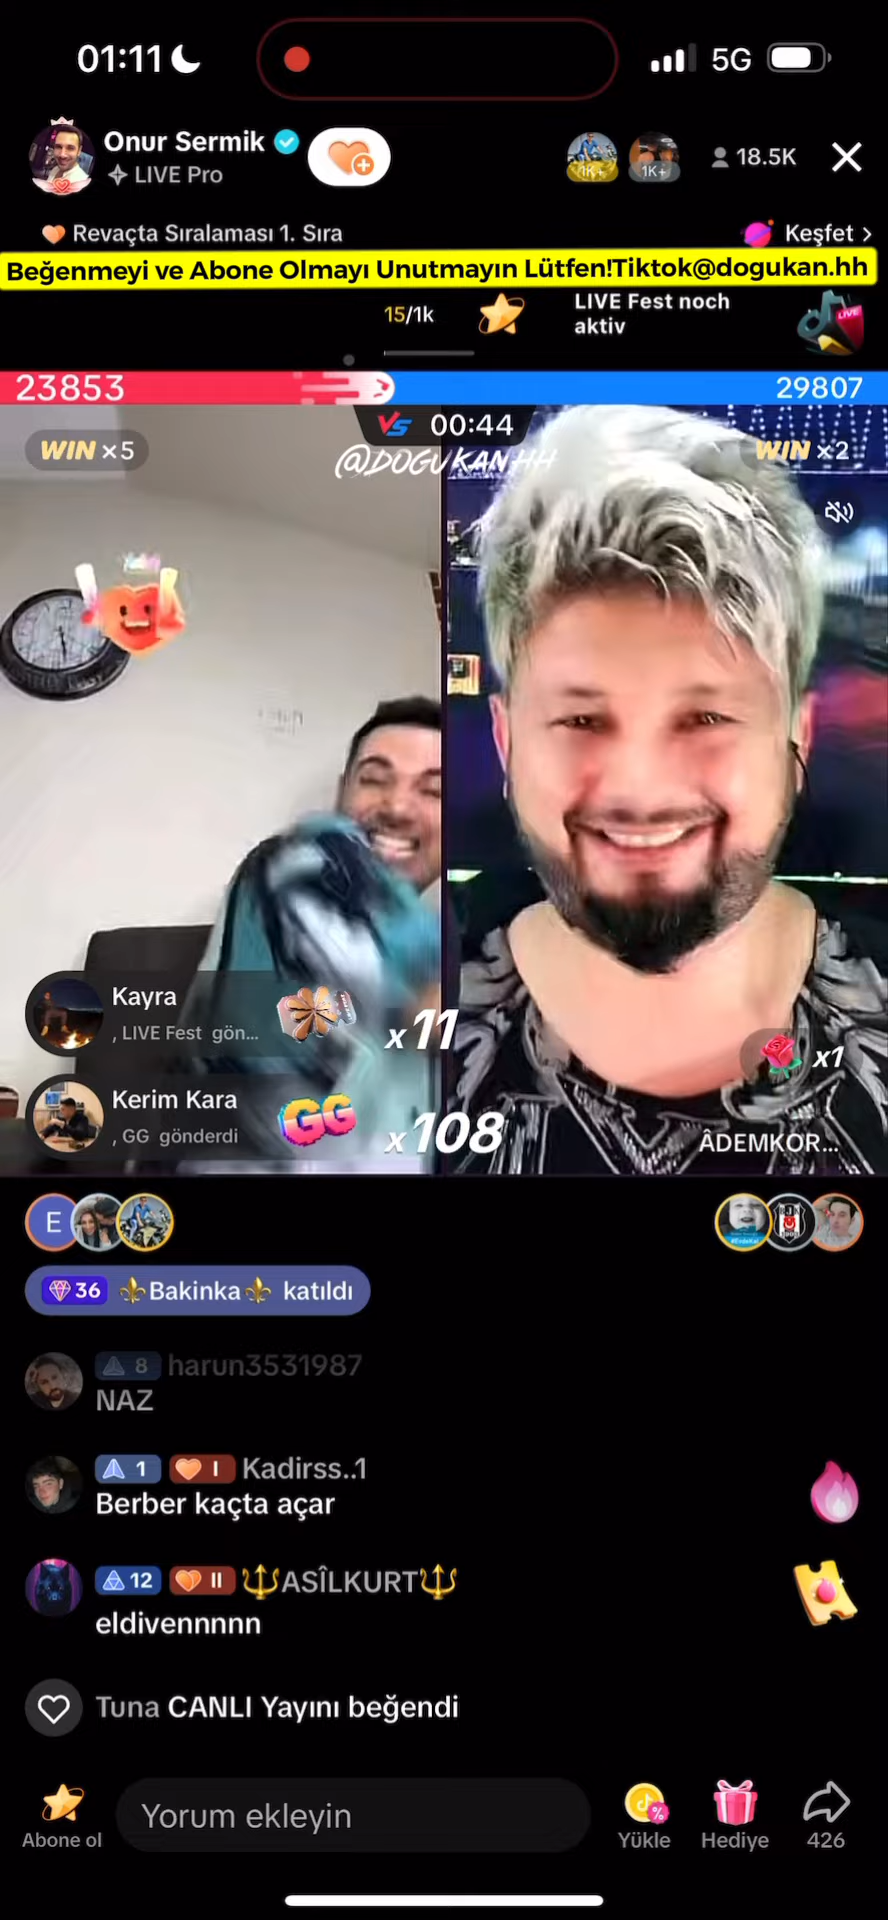 01:11
5G
Onur Sermik
LIVE Pro
1K+
1K+
18.5K
Revaçta Sıralaması 1. Sıra
Keşfet >
Beğenmeyi ve Abone Olmayı Unutmayın Lütfen!Tiktok@dogukan.hh
15/1k
LIVE Fest noch
aktiv
LIVE
23853
29807
VS 00:44
WIN x5
WIN x2
@DOGUKAN.HH
Kayra
, LIVE Fest gön...
x11
Kerim Kara
, GG gönderdi
GG
x108
x1
ÂDEMKOR...
E
36 ⚜️Bakinka⚜️ katıldı
8 harun3531987
NAZ
1 I Kadirss..1
Berber kaçta açar
12 II 🔱ASÎLKURT🔱
eldivennnnn
Tuna CANLI Yayını beğendi
Yorum ekleyin
Abone ol
Yükle
Hediye
426